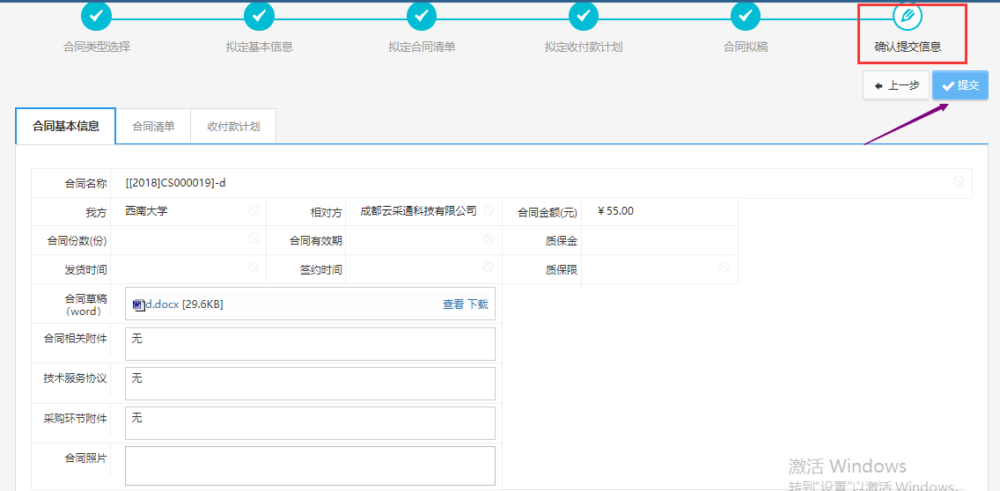 合同类型选择 拟定基本信息 拟定合同清单 拟定收付款计划 合同拟稿 确认提交信息
上一步 提交
合同基本信息 合同清单 收付款计划
合同名称 [[2018]CS000019]-d
我方 西南大学 相对方 成都云采通科技有限公司 合同金额(元) ￥55.00
合同份数(份) 合同有效期 质保金
发货时间 签约时间 质保限
合同草稿
(word) d.docx [29.6KB] 查看 下载
合同相关附件 无
技术服务协议 无
采购环节附件 无
合同照片
激活 Windows
转到"设置"以激活 Windows。